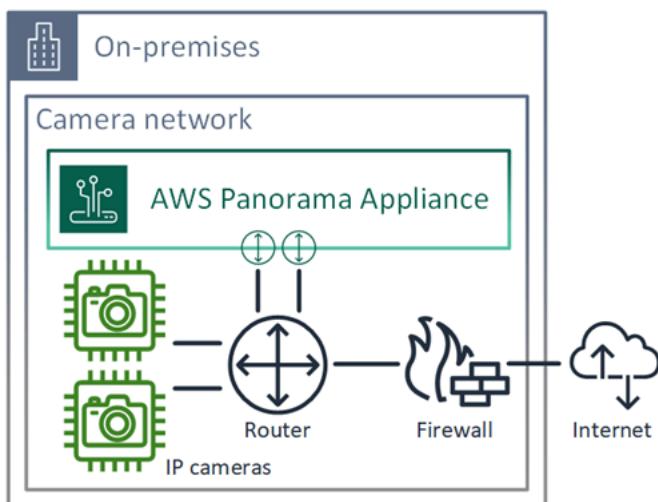 On-premises
Camera network
AWS Panorama Appliance
Router
Firewall
Internet
IP cameras